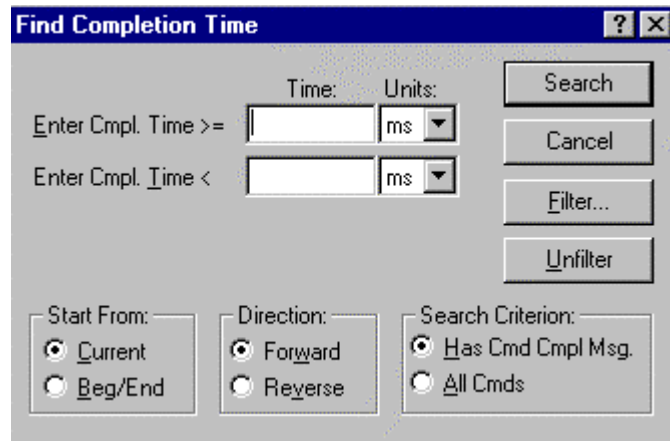 Find Completion Time
Time: Units:
Search
Enter Cmpl. Time >= ms
Cancel
Enter Cmpl. Time < ms
Filter...
Unfilter
Start From: Direction: Search Criterion:
Current Forward Has Cmd Cmpl Msg.
Beg/End Reverse All Cmds